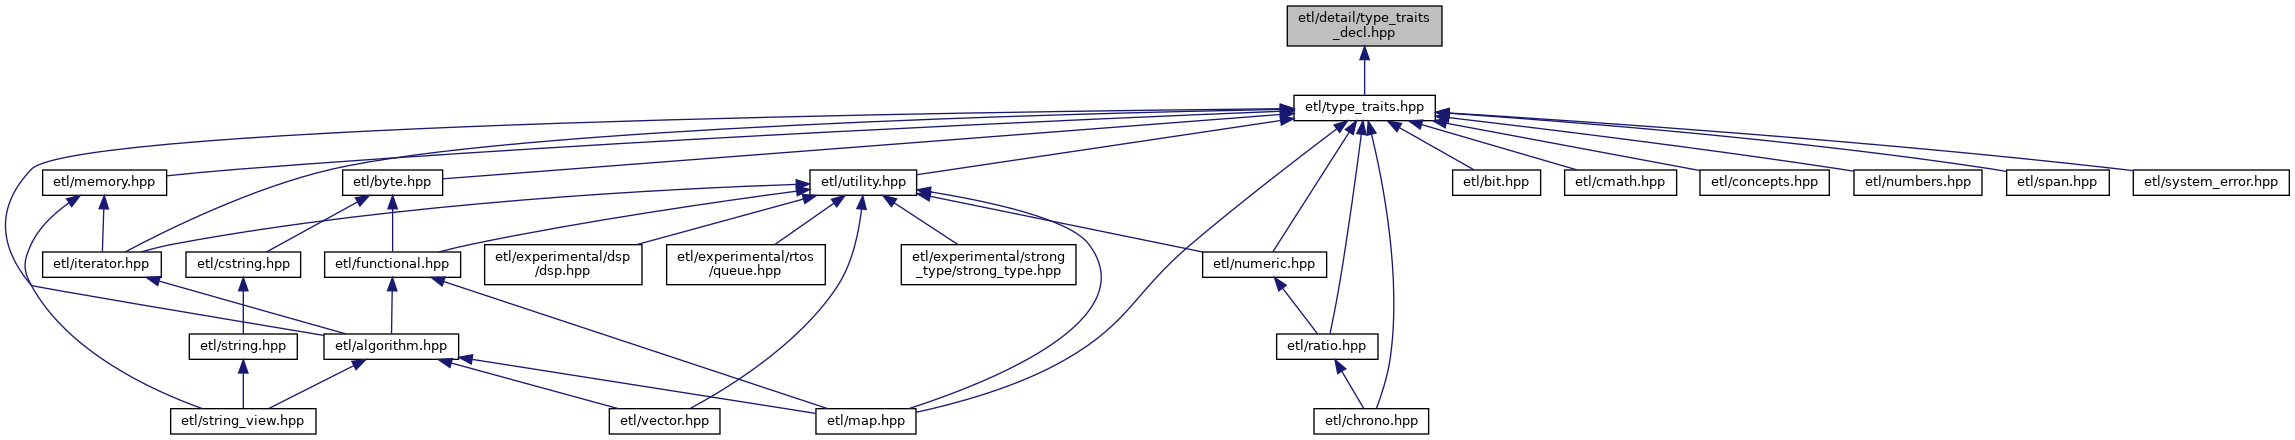 etl/detail/type_traits
_decl.hpp
etl/type_traits.hpp
etl/memory.hpp
etl/byte.hpp
etl/utility.hpp
etl/bit.hpp
etl/cmath.hpp
etl/concepts.hpp
etl/numbers.hpp
etl/span.hpp
etl/system_error.hpp
etl/iterator.hpp
etl/cstring.hpp
etl/functional.hpp
etl/experimental/dsp
/dsp.hpp
etl/experimental/rtos
/queue.hpp
etl/experimental/strong
_type/strong_type.hpp
etl/numeric.hpp
etl/string.hpp
etl/algorithm.hpp
etl/ratio.hpp
etl/string_view.hpp
etl/vector.hpp
etl/map.hpp
etl/chrono.hpp